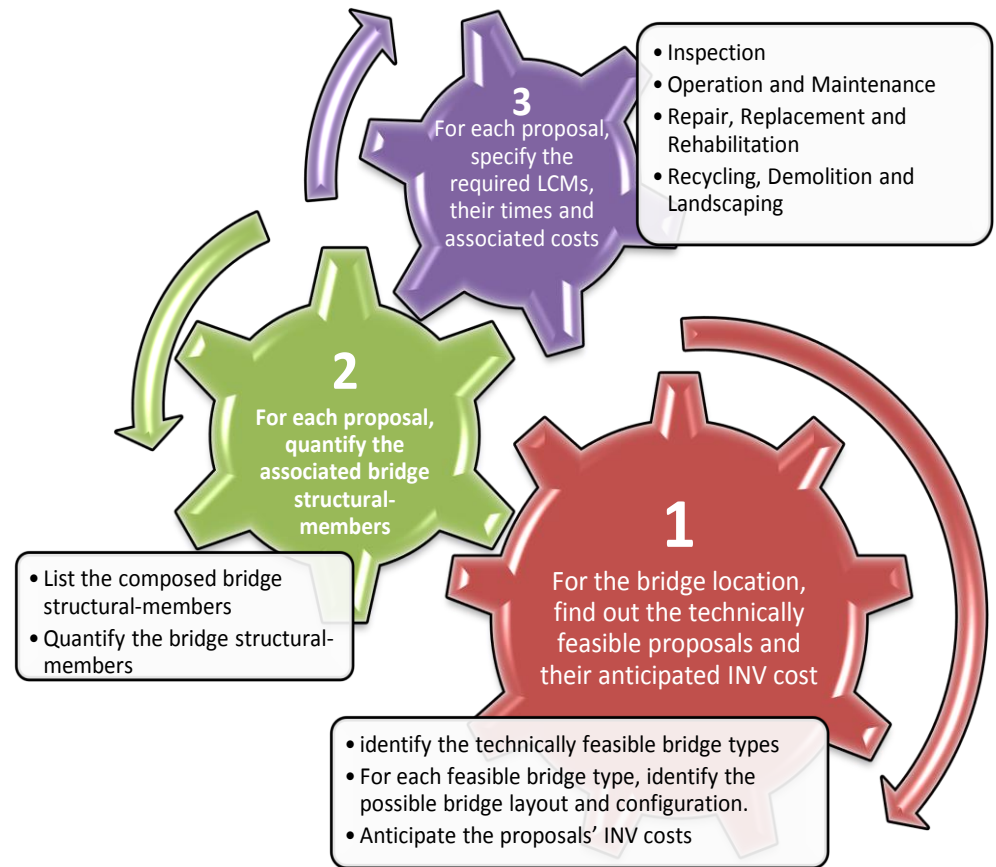 3
For each proposal,
specify the
required LCMs,
their times and
associated costs
• Inspection
• Operation and Maintenance
• Repair, Replacement and
Rehabilitation
• Recycling, Demolition and
Landscaping
2
For each proposal,
quantify the
associated bridge
structural-
members
• List the composed bridge
structural-members
• Quantify the bridge structural-
members
1
For the bridge location,
find out the technically
feasible proposals and
their anticipated INV cost
• identify the technically feasible bridge types
• For each feasible bridge type, identify the
possible bridge layout and configuration.
• Anticipate the proposals’ INV costs